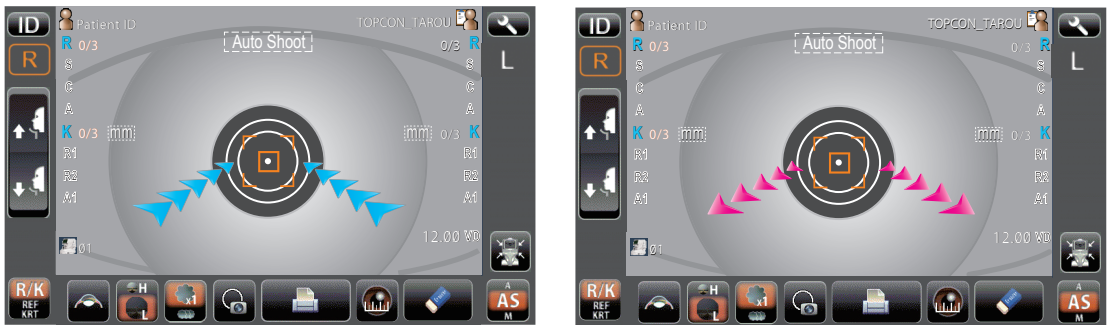 ID
Patient ID
TOPCON_TAROU
R 0/3
Auto Shoot
0/3 R
R
L
S
S
C
C
A
A
K 0/3 mm
mm 0/3 K
R1
R1
R2
R2
A1
A1
12.00 VD
01
R/K
REF
KRT
H
L
x1
A
AS
M
ID
Patient ID
TOPCON_TAROU
R 0/3
Auto Shoot
0/3 R
R
L
S
S
C
C
A
A
K 0/3 mm
mm 0/3 K
R1
R1
R2
R2
A1
A1
12.00 VD
01
R/K
REF
KRT
H
L
x1
A
AS
M